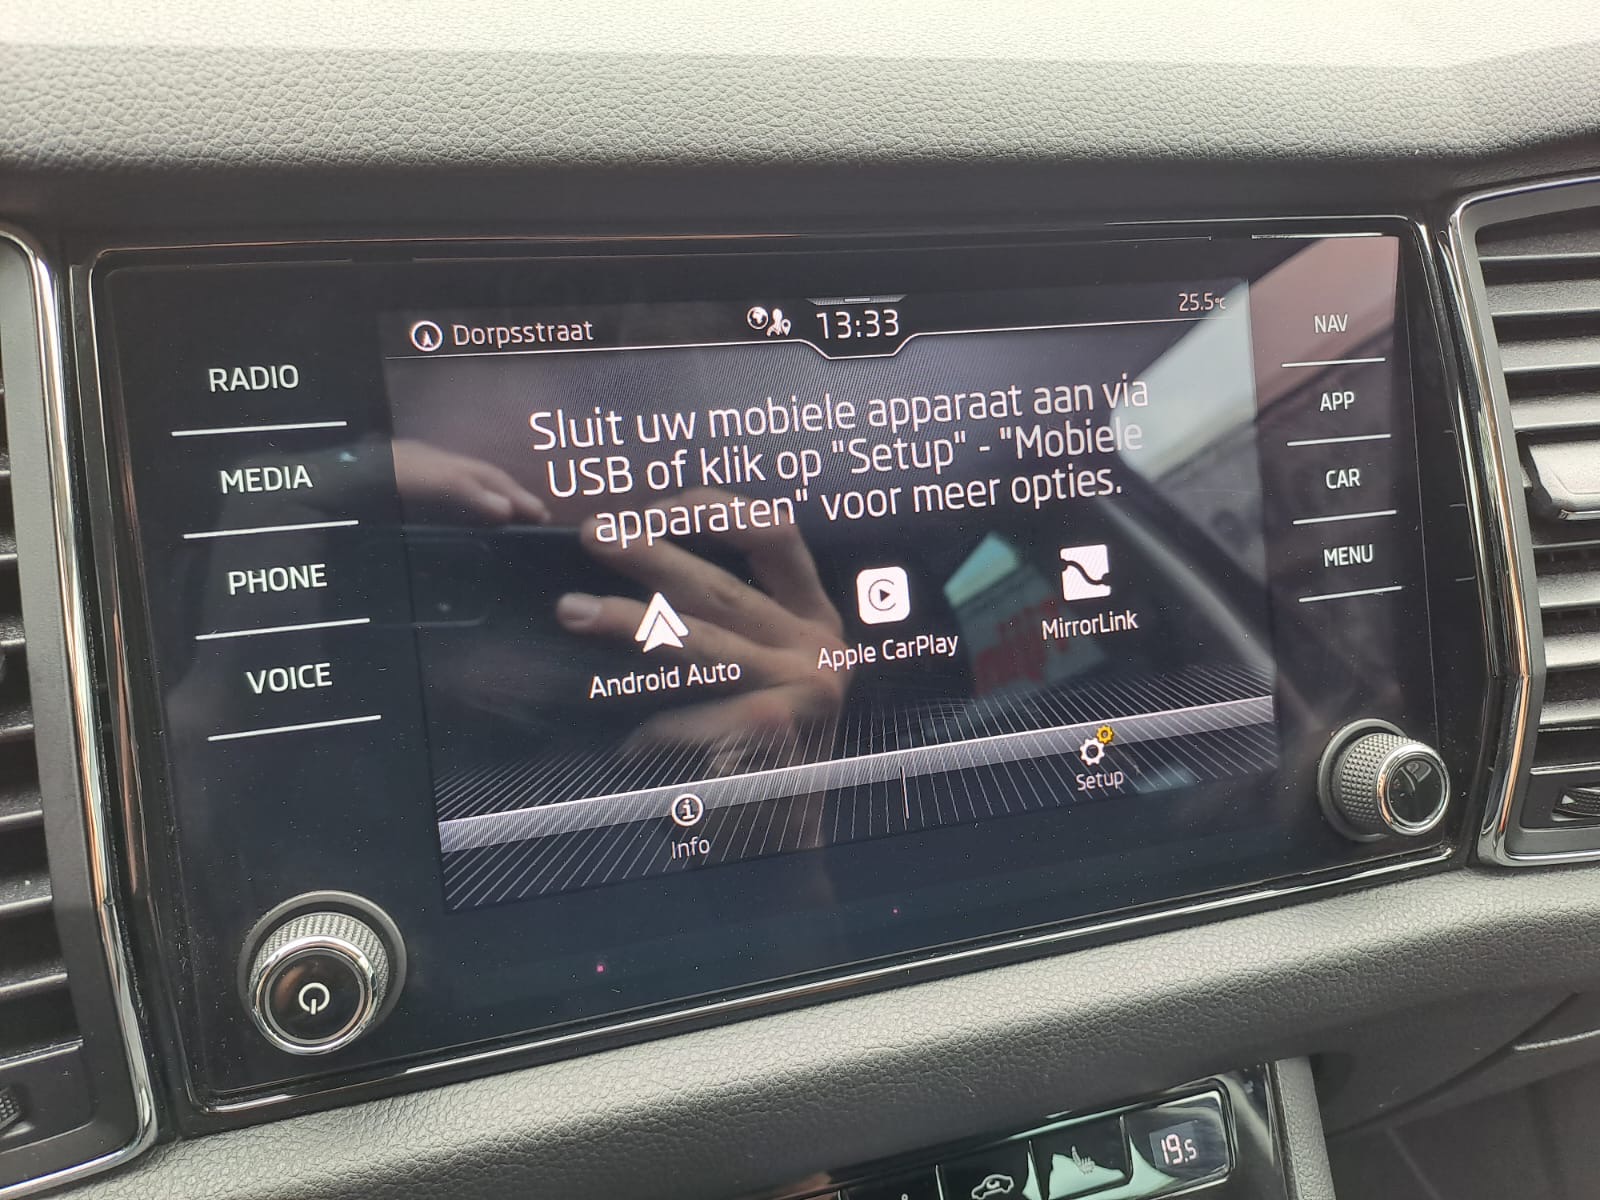 Dorpsstraat
13:33
25.5°C
RADIO
MEDIA
PHONE
VOICE
Sluit uw mobiele apparaat aan via
USB of klik op "Setup" - "Mobiele
apparaten" voor meer opties.
Android Auto
Apple CarPlay
MirrorLink
Info
Setup
NAV
APP
CAR
MENU
19.5